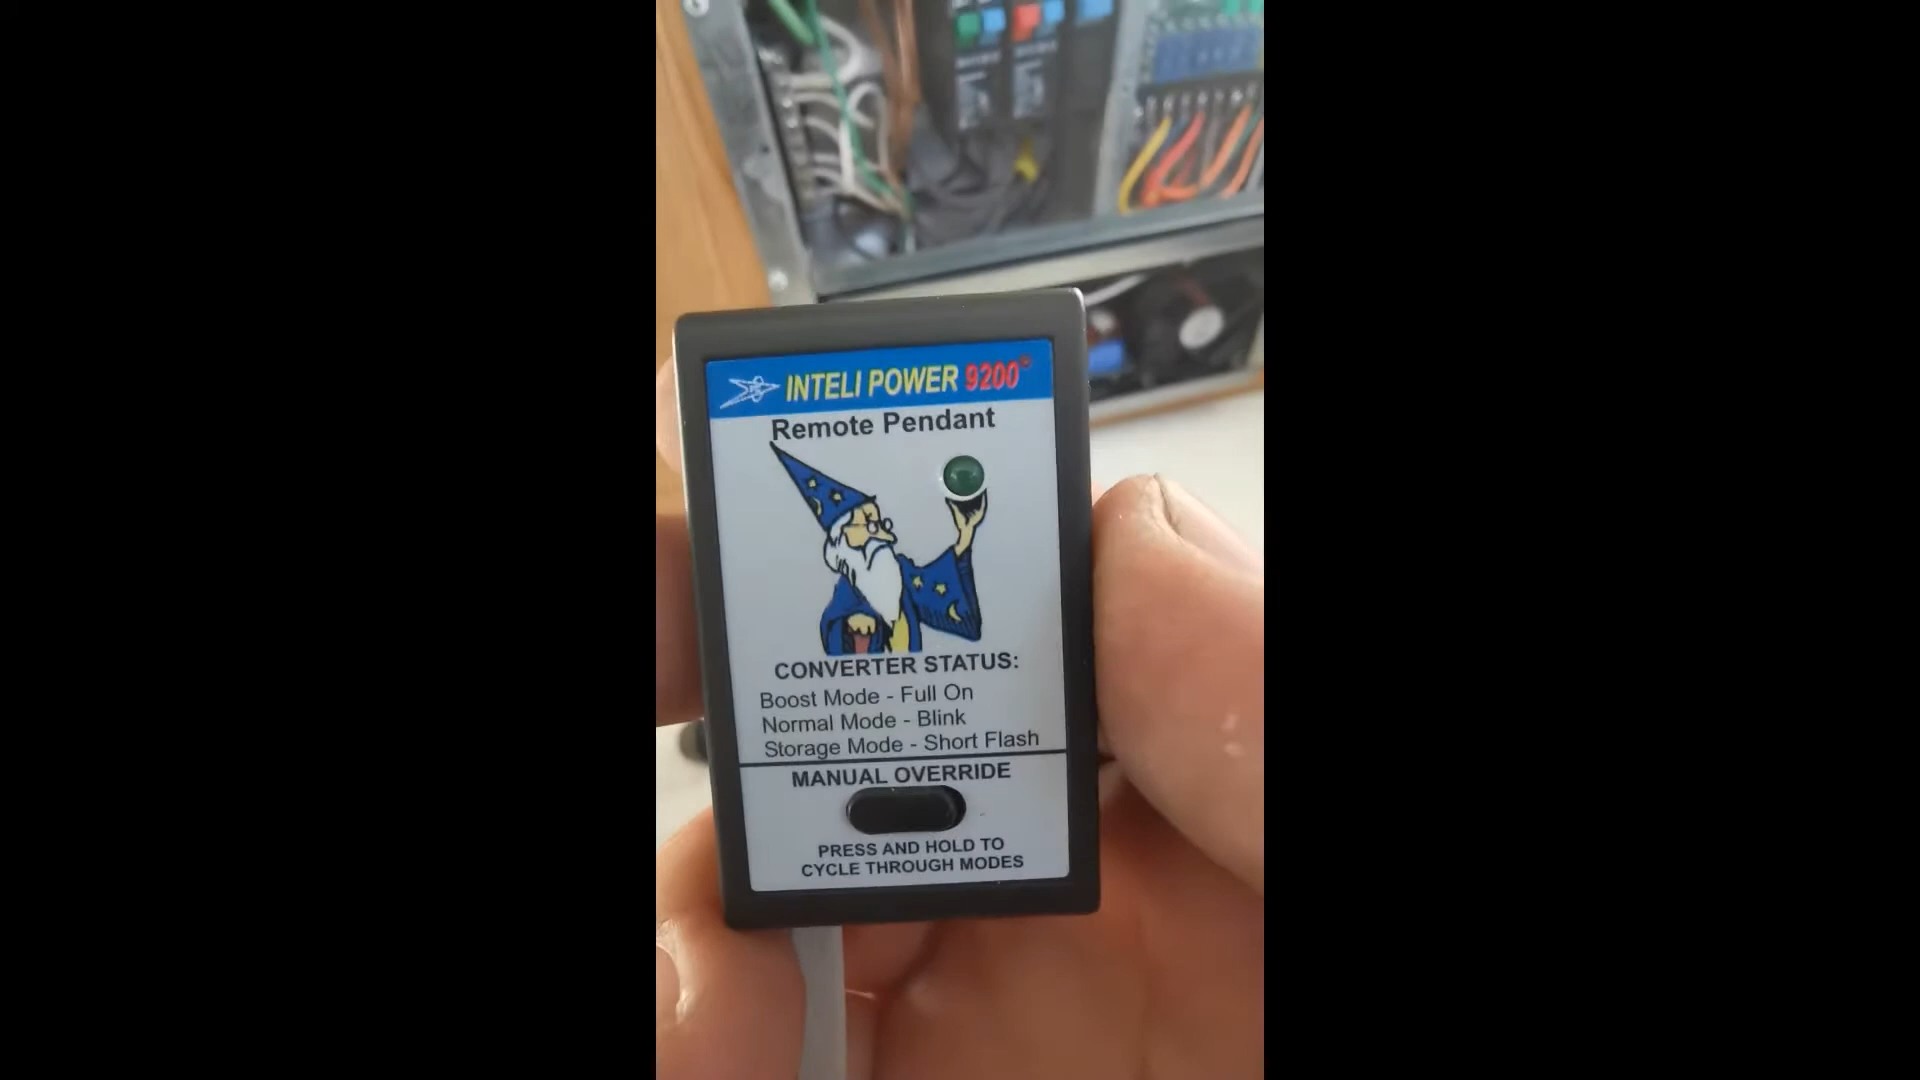 INTELI POWER 9200®
Remote Pendant
CONVERTER STATUS:
Boost Mode - Full On
Normal Mode - Blink
Storage Mode - Short Flash
MANUAL OVERRIDE
PRESS AND HOLD TO
CYCLE THROUGH MODES